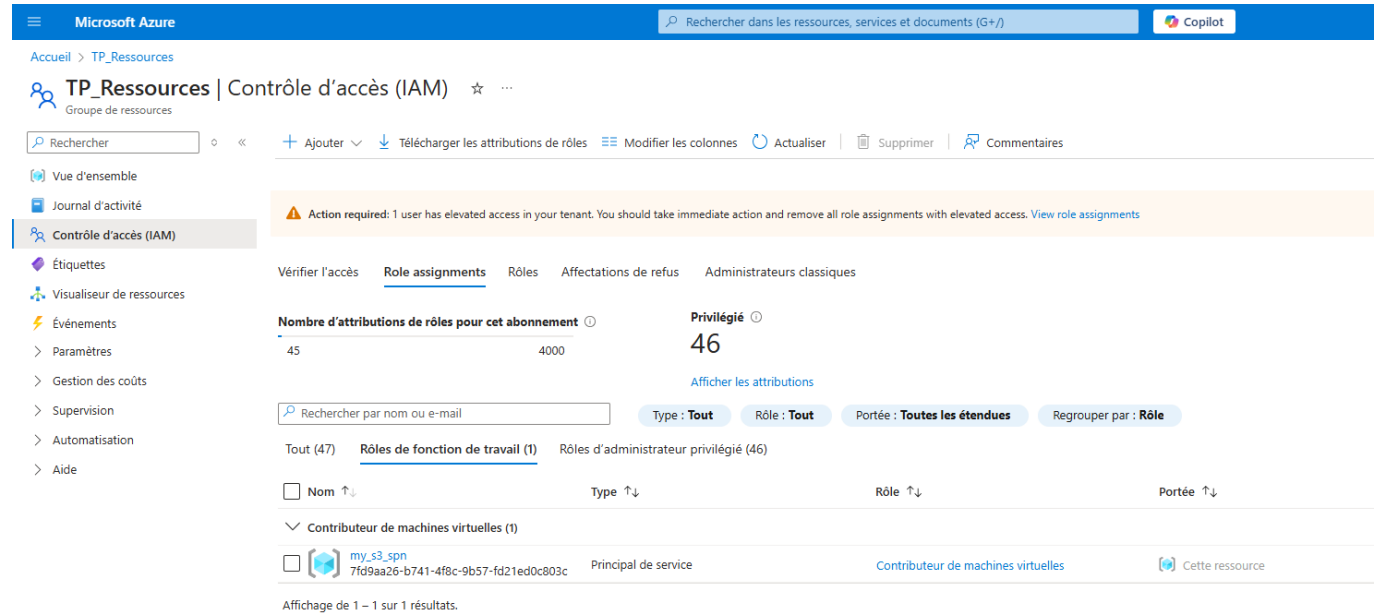 Microsoft Azure
Rechercher dans les ressources, services et documents (G+/)
Copilot
Accueil > TP_Ressources
TP_Ressources | Contrôle d'accès (IAM)
Groupe de ressources
Rechercher
Ajouter
Télécharger les attributions de rôles
Modifier les colonnes
Actualiser
Supprimer
Commentaires
Vue d'ensemble
Journal d'activité
Contrôle d'accès (IAM)
Étiquettes
Visualiseur de ressources
Événements
Paramètres
Gestion des coûts
Supervision
Automatisation
Aide
Action required: 1 user has elevated access in your tenant. You should take immediate action and remove all role assignments with elevated access. View role assignments
Vérifier l'accès
Role assignments
Rôles
Affectations de refus
Administrateurs classiques
Nombre d'attributions de rôles pour cet abonnement
45
4000
Privilégié
46
Afficher les attributions
Rechercher par nom ou e-mail
Type : Tout
Rôle : Tout
Portée : Toutes les étendues
Regrouper par : Rôle
Tout (47)
Rôles de fonction de travail (1)
Rôles d'administrateur privilégié (46)
Nom
Type
Rôle
Portée
Contributeur de machines virtuelles (1)
my_s3_spn
7fd9aa26-b741-4f8c-9b57-fd21ed0c803c
Principal de service
Contributeur de machines virtuelles
Cette ressource
Affichage de 1 – 1 sur 1 résultats.